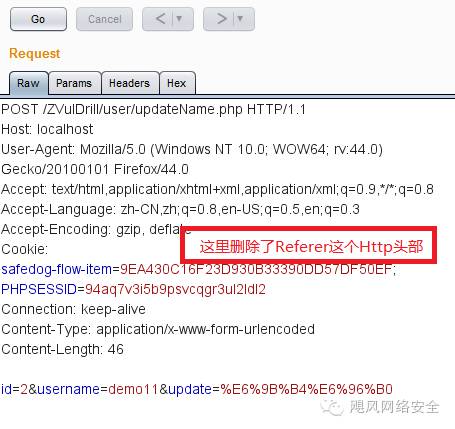 Go Cancel < >
Request
Raw Params Headers Hex
POST /ZVulDrill/user/updateName.php HTTP/1.1
Host: localhost
User-Agent: Mozilla/5.0 (Windows NT 10.0; WOW64; rv:44.0)
Gecko/20100101 Firefox/44.0
Accept: text/html,application/xhtml+xml,application/xml;q=0.9,*/*;q=0.8
Accept-Language: zh-CN,zh;q=0.8,en-US;q=0.5,en;q=0.3
Accept-Encoding: gzip, deflate
这里删除了Referer这个Http头部
Cookie:
safedog-flow-item=9EA430C16F23D930B33390DD57DF50EF;
PHPSESSID=94aq7v3i5b9psvcqgr3ul2ldl2
Connection: keep-alive
Content-Type: application/x-www-form-urlencoded
Content-Length: 46
id=2&username=demo11&update=%E6%9B%B4%E6%96%B0
飓风网络安全